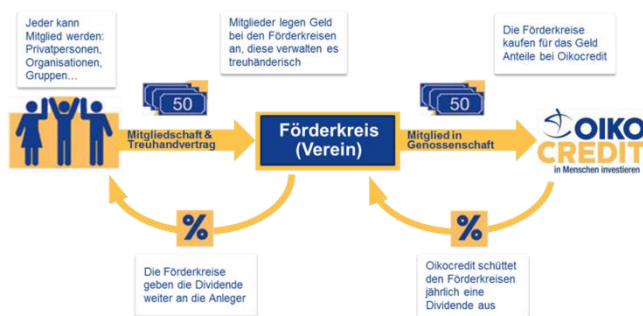 Jeder kann
Mitglied werden:
Privatpersonen,
Organisationen,
Gruppen...
Mitglieder legen Geld
bei den Förderkreisen
an, diese verwalten es
treuhänderisch
Die Förderkreise
kaufen für das Geld
Anteile bei Oikocredit
50
50
Mitgliedschaft &
Treuhandvertrag
Förderkreis
(Verein)
Mitglied in
Genossenschaft
OIKO
CREDIT
in Menschen investieren
%
%
Die Förderkreise
geben die Dividende
weiter an die Anleger
Oikocredit schüttet
den Förderkreisen
jährlich eine
Dividende aus